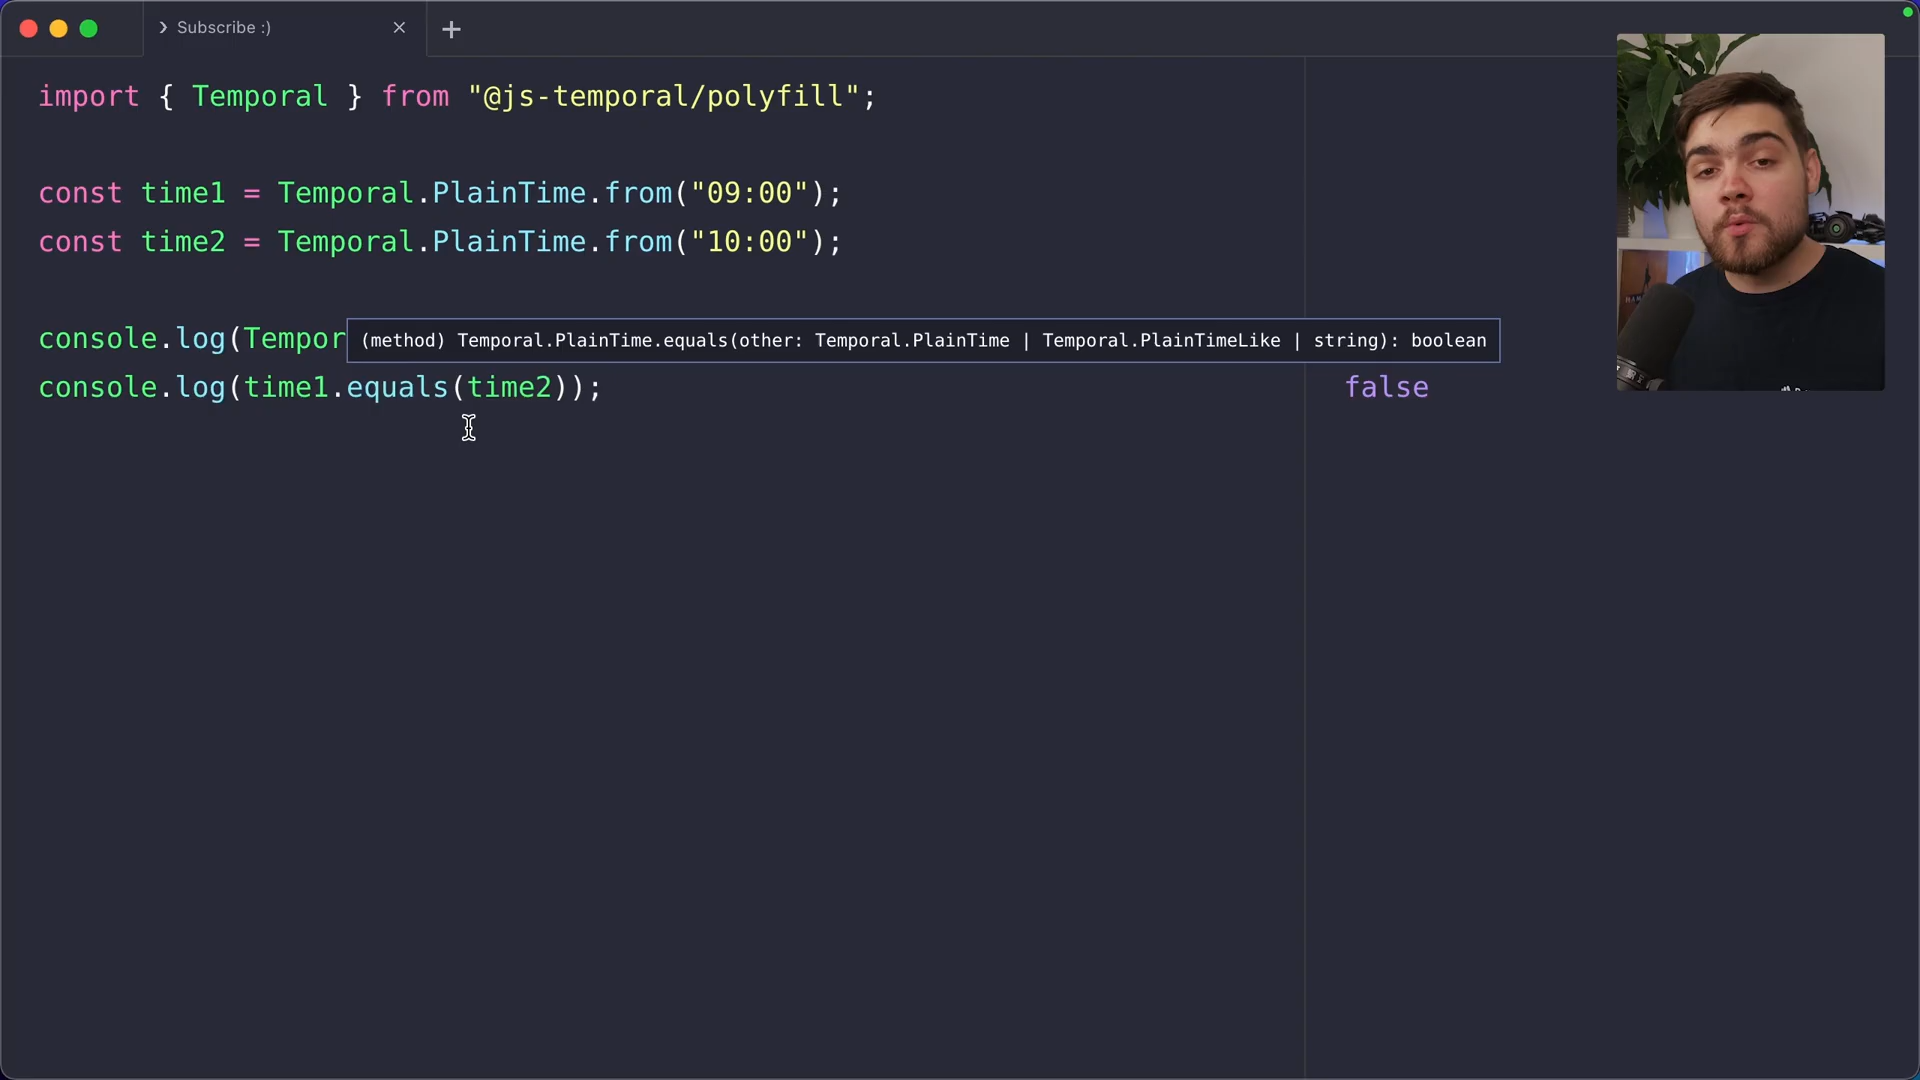 Subscribe :)
import { Temporal } from "@js-temporal/polyfill";
const time1 = Temporal.PlainTime.from("09:00");
const time2 = Temporal.PlainTime.from("10:00");
console.log(Tempor
(method) Temporal.PlainTime.equals(other: Temporal.PlainTime | Temporal.PlainTimeLike | string): boolean
console.log(time1.equals(time2));
false